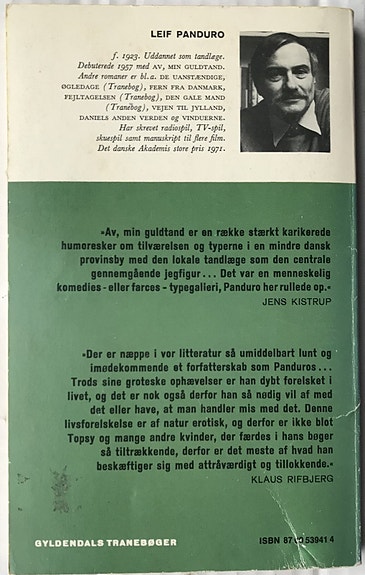 LEIF PANDURO
f. 1923. Uddannet som tandlæge.
Debuterede 1957 med AV, MIN GULDTAND.
Andre romaner er bl.a. DE UANSTÆNDIGE,
ØGLEDAGE (Tranebog), FERN FRA DANMARK,
FEJLTAGELSEN (Tranebog), DEN GALE MAND
(Tranebog), VEJEN TIL JYLLAND,
DANIELS ANDEN VERDEN og VINDUERNE.
Har skrevet radiospil, TV-spil,
skuespil samt manuskript til flere film.
Det danske Akademis store pris 1971.
»Av, min guldtand er en række stærkt karikerede
humoresker om tilværelsen og typerne i en mindre dansk
provinsby med den lokale tandlæge som den centrale
gennemgående jegfigur... Det var en menneskelig
komedies - eller farces - typegalleri, Panduro her rullede op.«
JENS KISTRUP
»Der er næppe i vor litteratur så umiddelbart lunt og
imødekommende et forfatterskab som Panduros...
Trods sine groteske ophævelser er han dybt forelsket i
livet, og det er nok også derfor han så nødig vil af med
det eller have, at man handler mis med det. Denne
livsforelskelse er af natur erotisk, og derfor er ikke blot
Topsy og mange andre kvinder, der færdes i hans bøger
så tiltrækkende, derfor er det meste af hvad han
beskæftiger sig med attråværdigt og tillokkende.«
KLAUS RIFBJERG
GYLDENDALS TRANEBØGER
ISBN 87 53941 4